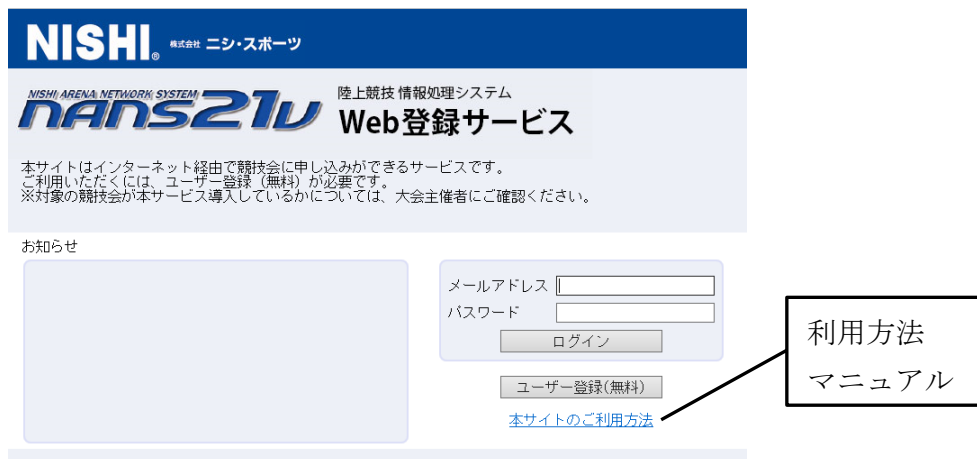 NISHI® 株式会社 ニシ・スポーツ
NISHI ARENA NETWORK SYSTEM
nans21v
陸上競技情報処理システム
Web登録サービス
本サイトはインターネット経由で競技会に申し込みができるサービスです。
ご利用いただくには、ユーザー登録（無料）が必要です。
※対象の競技会が本サービス導入しているかについては、大会主催者にご確認ください。
お知らせ
メールアドレス
パスワード
ログイン
ユーザー登録(無料)
本サイトのご利用方法
利用方法
マニュアル